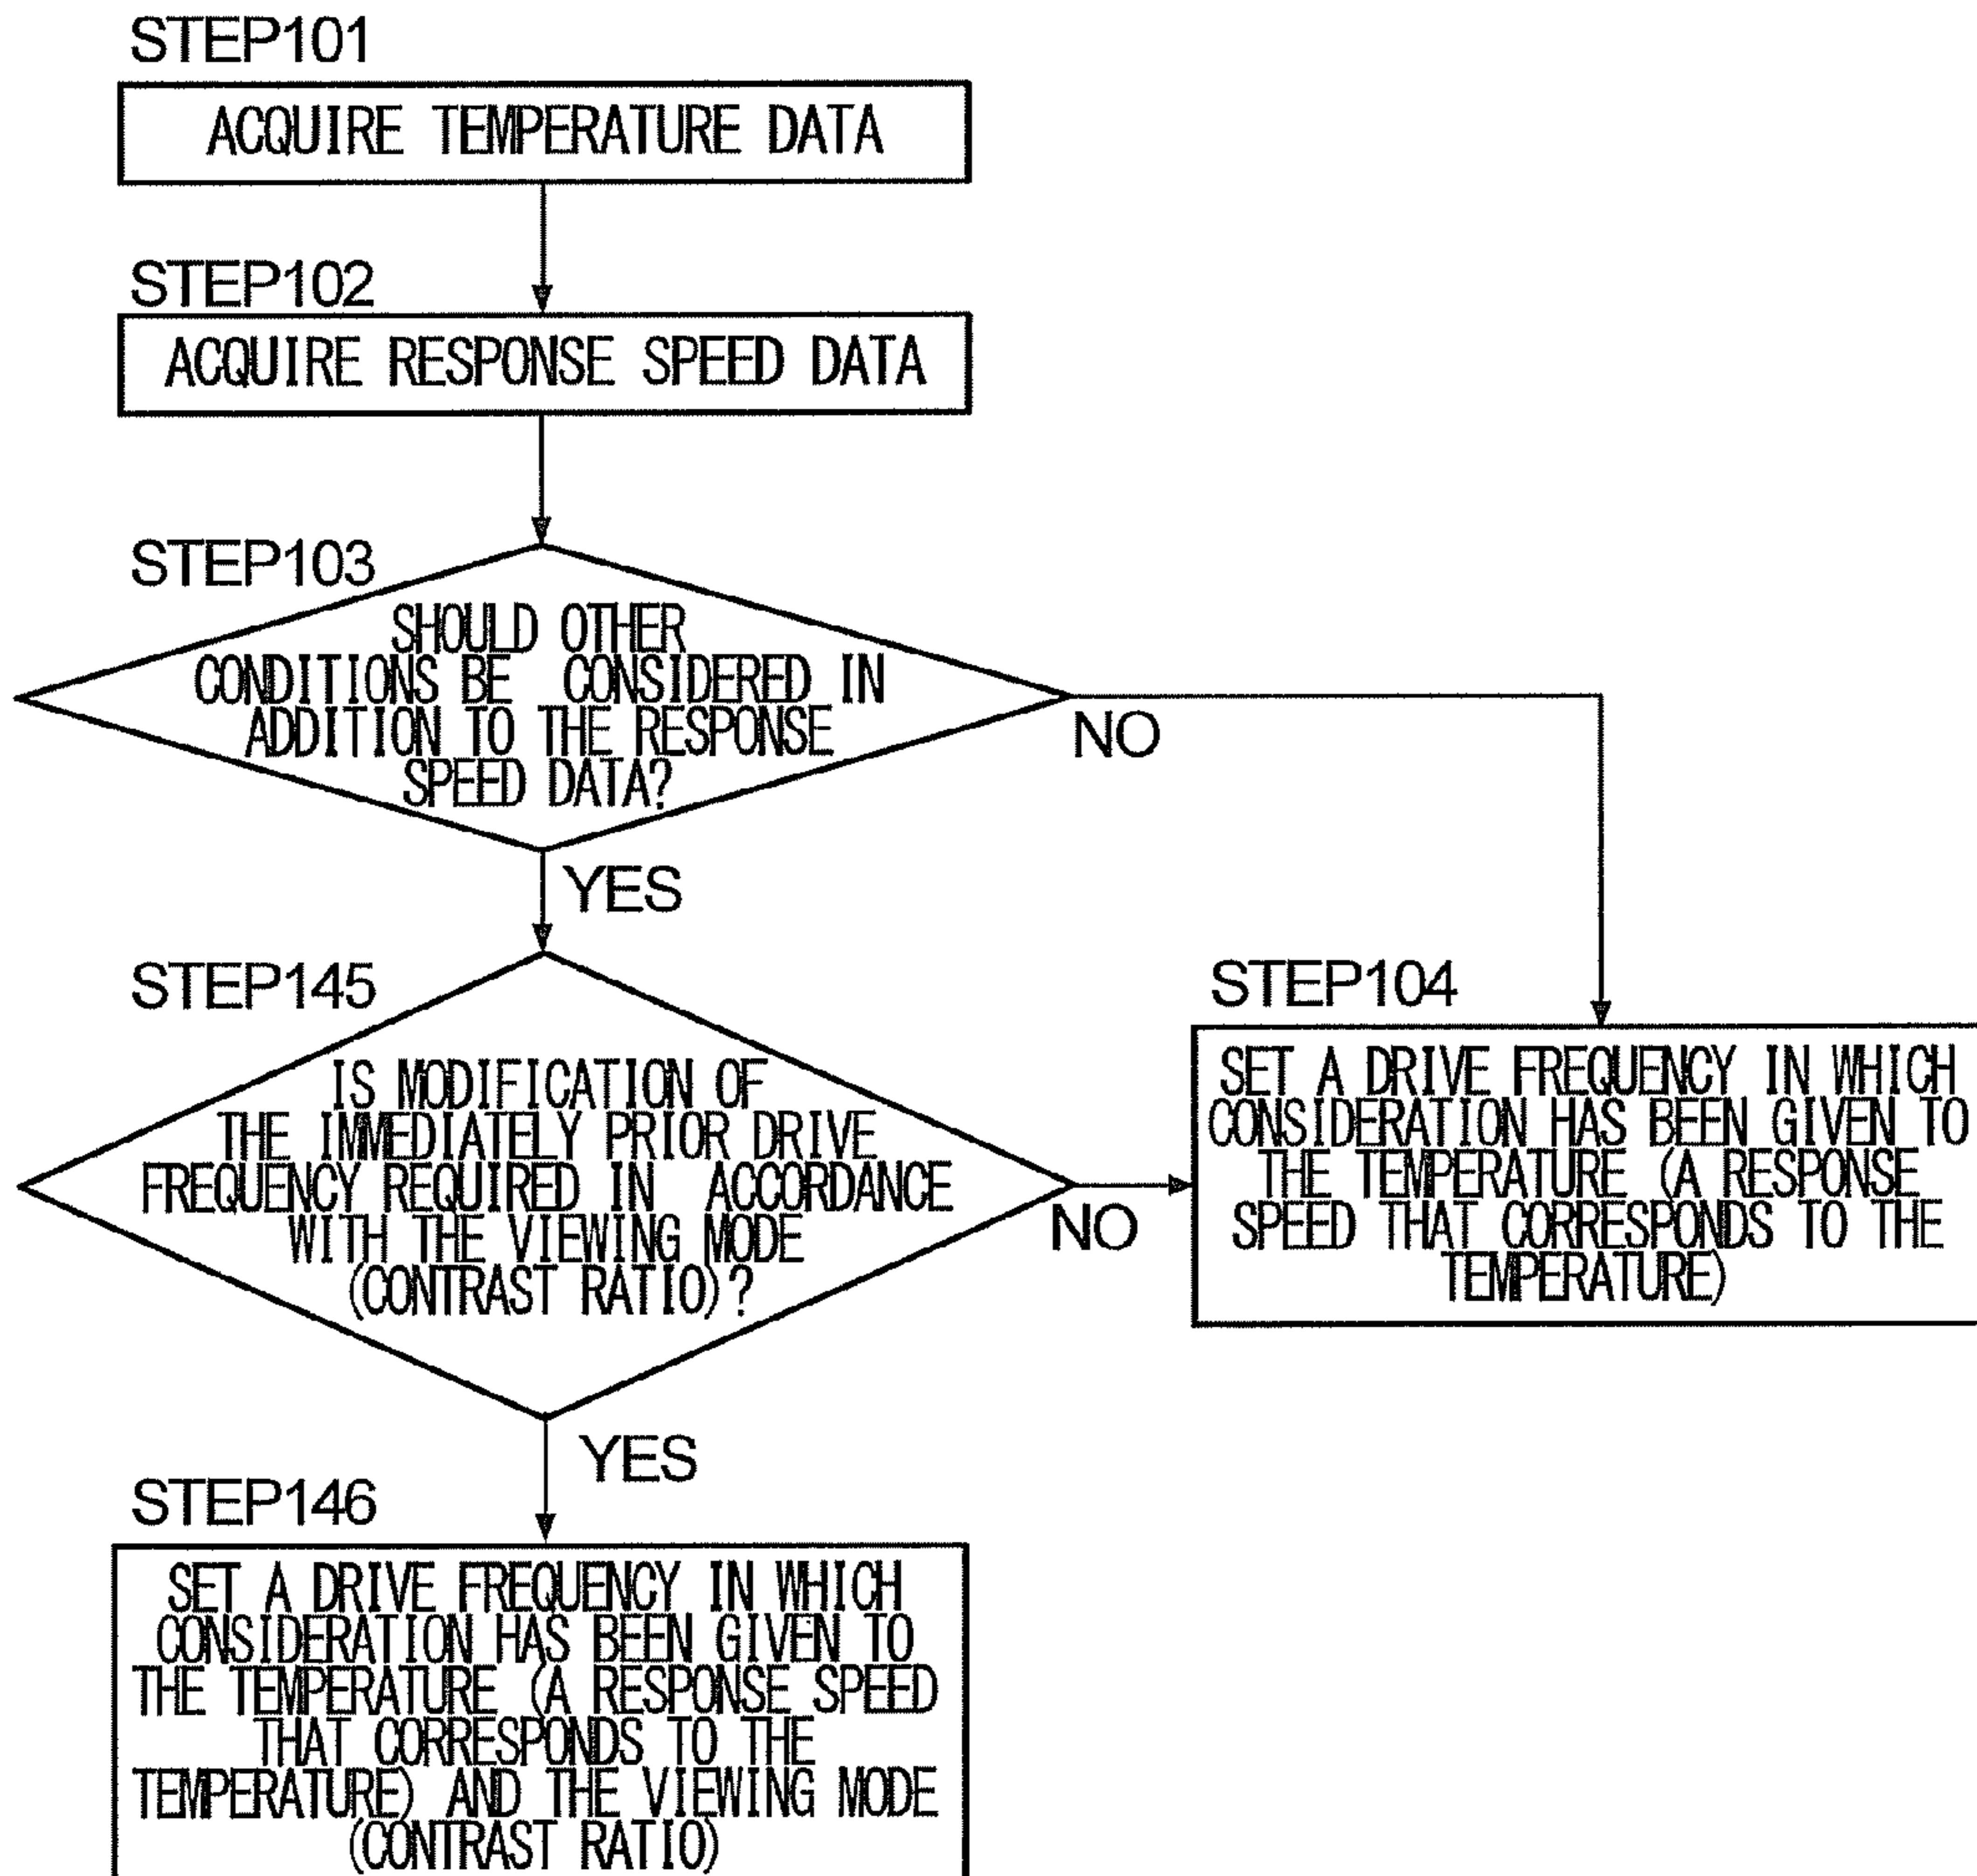 STEP101
ACQUIRE TEMPERATURE DATA
STEP102
ACQUIRE RESPONSE SPEED DATA
STEP103
SHOULD OTHER
CONDITIONS BE CONSIDERED IN
ADDITION TO THE RESPONSE
SPEED DATA?
NO
YES
STEP145
IS MODIFICATION OF
THE IMMEDIATELY PRIOR DRIVE
FREQUENCY REQUIRED IN ACCORDANCE
WITH THE VIEWING MODE
(CONTRAST RATIO)?
NO
STEP104
SET A DRIVE FREQUENCY IN WHICH
CONSIDERATION HAS BEEN GIVEN TO
THE TEMPERATURE (A RESPONSE
SPEED THAT CORRESPONDS TO THE
TEMPERATURE)
YES
STEP146
SET A DRIVE FREQUENCY IN WHICH
CONSIDERATION HAS BEEN GIVEN TO
THE TEMPERATURE (A RESPONSE SPEED
THAT CORRESPONDS TO THE
TEMPERATURE) AND THE VIEWING MODE
(CONTRAST RATIO)